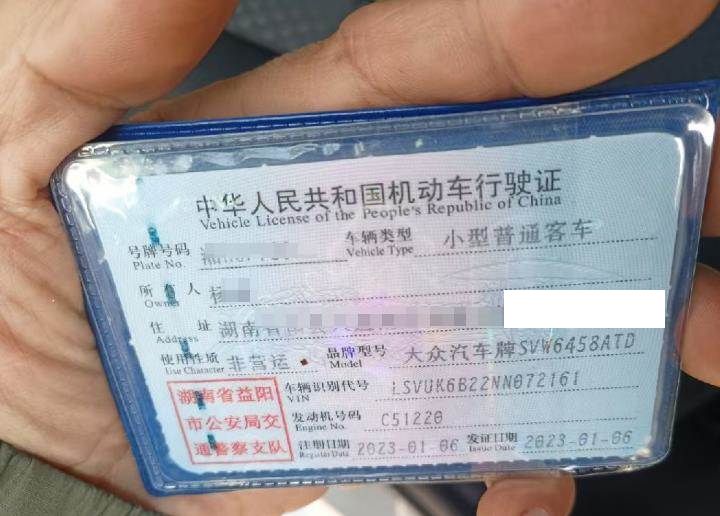 中华人民共和国机动车行驶证
Vehicle License of the People's Republic of China
号牌号码 车辆类型 小型普通客车
Plate No. Vehicle Type
所有人
Owner
住址 湖南省
Address
使用性质 非营运 品牌型号 大众汽车牌SVW6458ATD
Use Character Model
湖南省益阳
市公安局交
通警察支队
车辆识别代号 LSVUK6B22NN072161
VIN
发动机号码 C51220
Engine No.
注册日期 2023-01-06 发证日期 2023-01-06
Register Date Issue Date